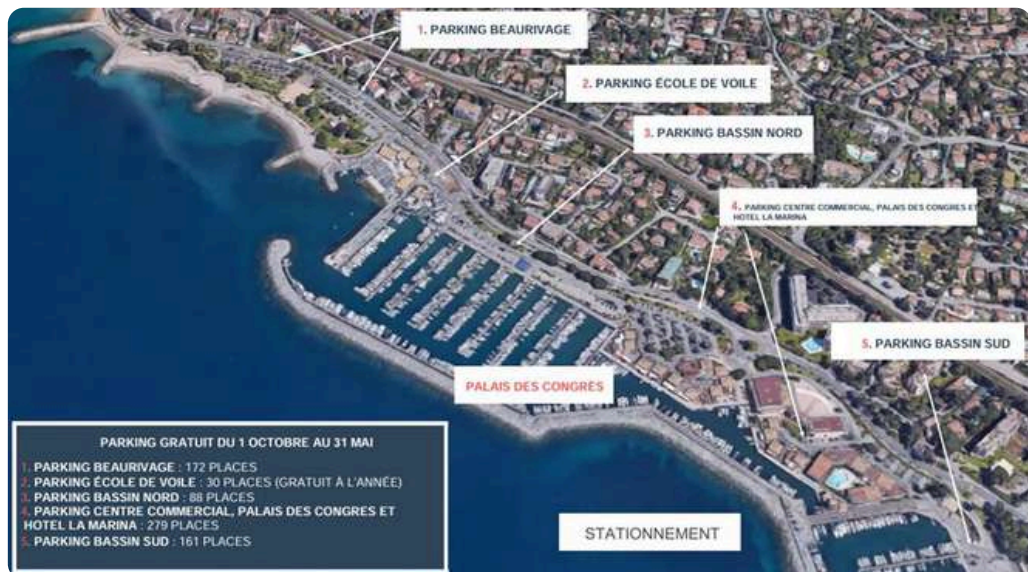 1. PARKING BEAURIVAGE
2. PARKING ÉCOLE DE VOILE
3. PARKING BASSIN NORD
4. PARKING CENTRE COMMERCIAL, PALAIS DES CONGRES ET
HOTEL LA MARINA
5. PARKING BASSIN SUD
PALAIS DES CONGRÈS
PARKING GRATUIT DU 1 OCTOBRE AU 31 MAI
1. PARKING BEAURIVAGE : 172 PLACES
2. PARKING ÉCOLE DE VOILE : 30 PLACES (GRATUIT À L'ANNÉE)
3. PARKING BASSIN NORD : 88 PLACES
4. PARKING CENTRE COMMERCIAL, PALAIS DES CONGRES ET
HOTEL LA MARINA : 279 PLACES
5. PARKING BASSIN SUD : 161 PLACES
STATIONNEMENT